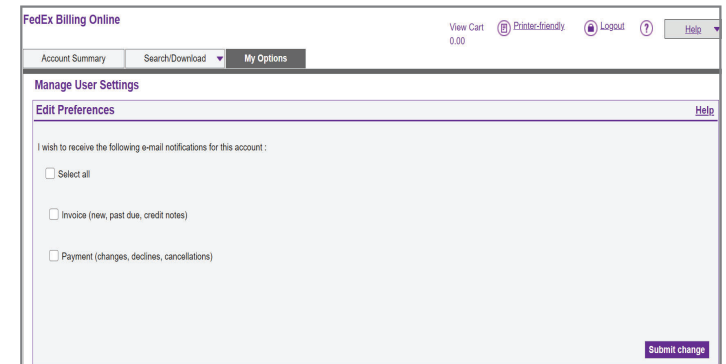 FedEx Billing Online
View Cart Printer-friendly Logout ? Help
0.00
Account Summary Search/Download My Options
Manage User Settings
Edit Preferences Help
I wish to receive the following e-mail notifications for this account :
Select all
Invoice (new, past due, credit notes)
Payment (changes, declines, cancellations)
Submit change